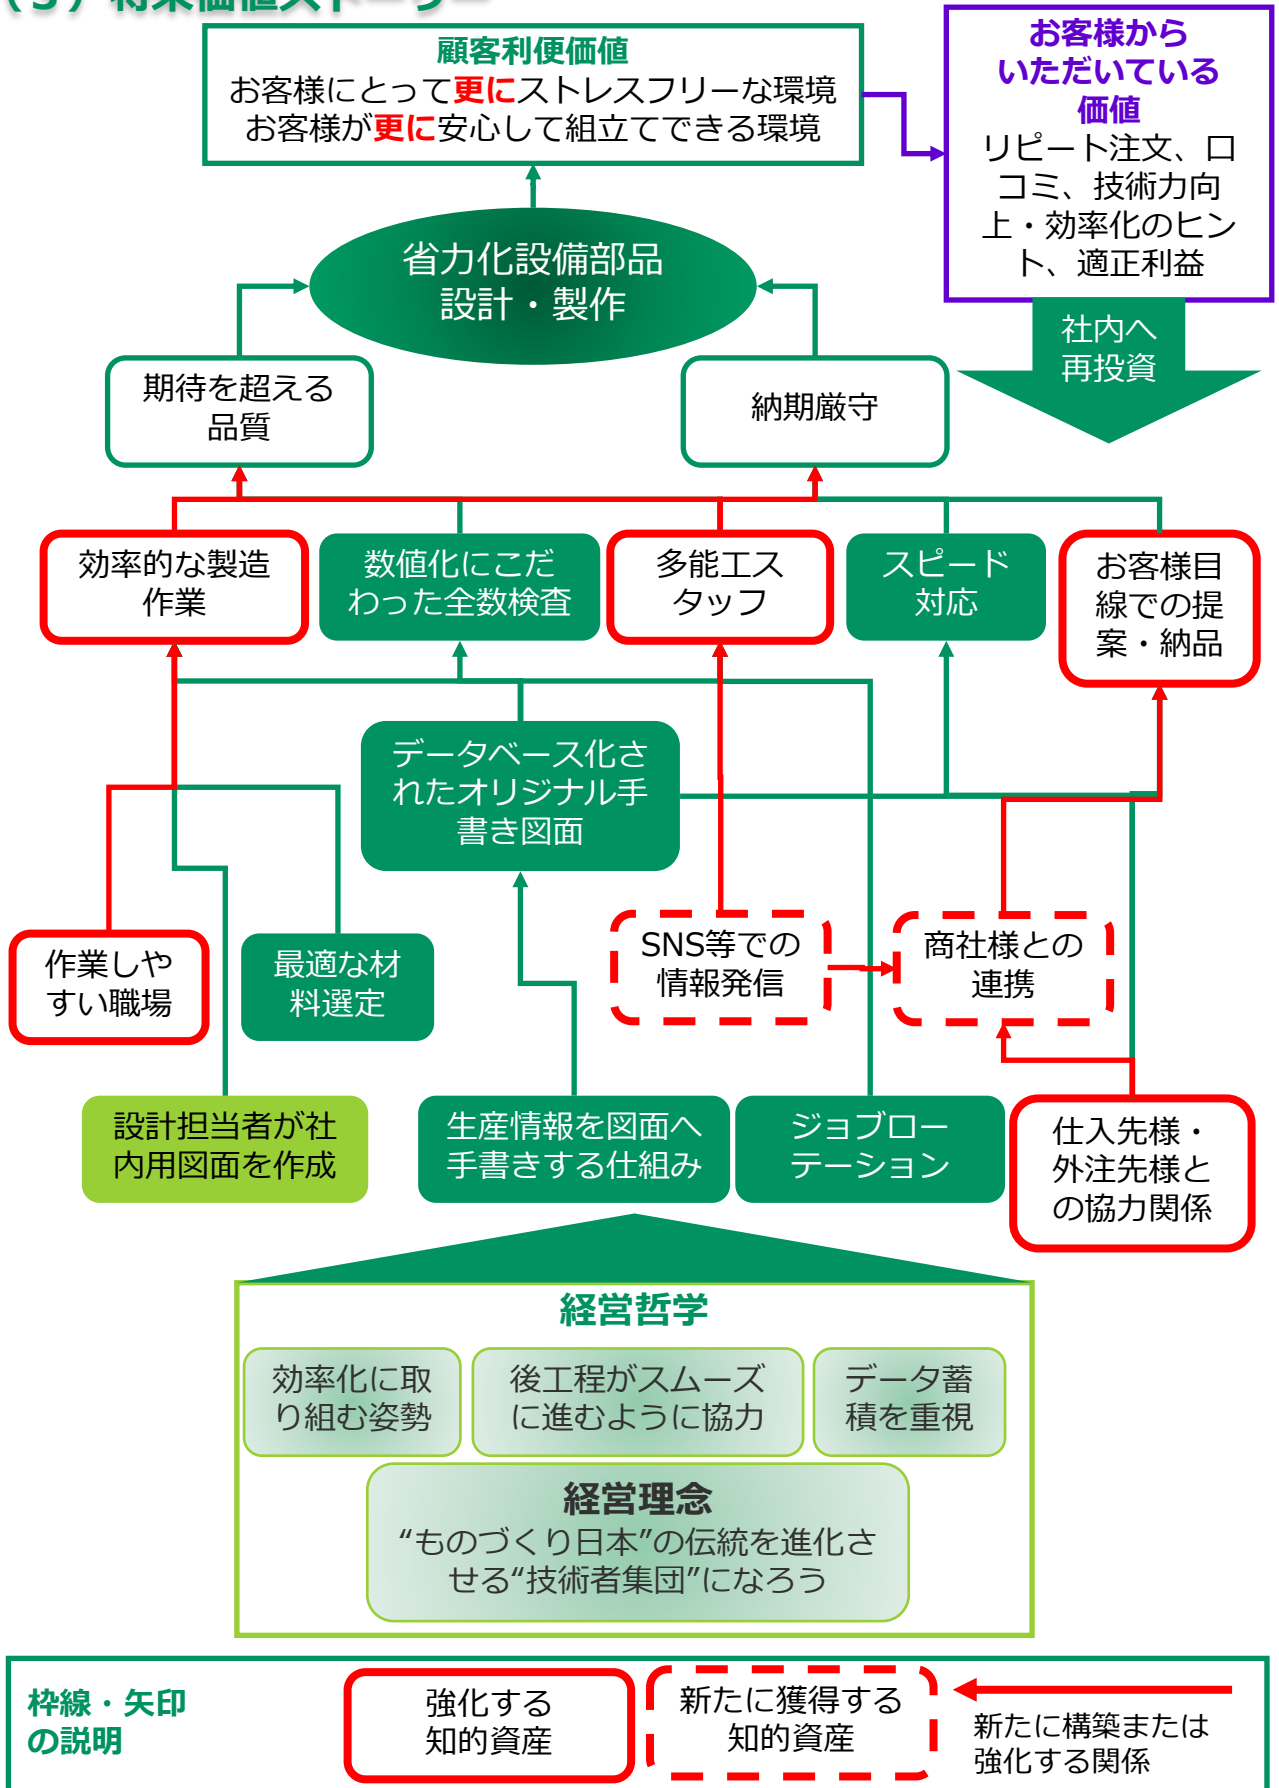 （3）将来価値ストーリー
顧客利便価値
お客様にとって更にストレスフリーな環境
お客様が更に安心して組立てできる環境
お客様から
いただいている
価値
リピート注文、口
コミ、技術力向
上・効率化のヒン
ト、適正利益
省力化設備部品
設計・製作
社内へ
再投資
期待を超える
品質
納期厳守
効率的な製造
作業
数値化にこだ
わった全数検査
多能工ス
タッフ
スピード
対応
お客様目
線での提
案・納品
データベース化さ
れたオリジナル手
書き図面
作業しや
すい職場
最適な材
料選定
SNS等での
情報発信
商社様との
連携
設計担当者が社
内用図面を作成
生産情報を図面へ
手書きする仕組み
ジョブロー
テーション
仕入先様・
外注先様と
の協力関係
経営哲学
効率化に取
り組む姿勢
後工程がスムーズ
に進むように協力
データ蓄
積を重視
経営理念
“ものづくり日本”の伝統を進化さ
せる“技術者集団”になろう
枠線・矢印
の説明
強化する
知的資産
新たに獲得する
知的資産
新たに構築または
強化する関係